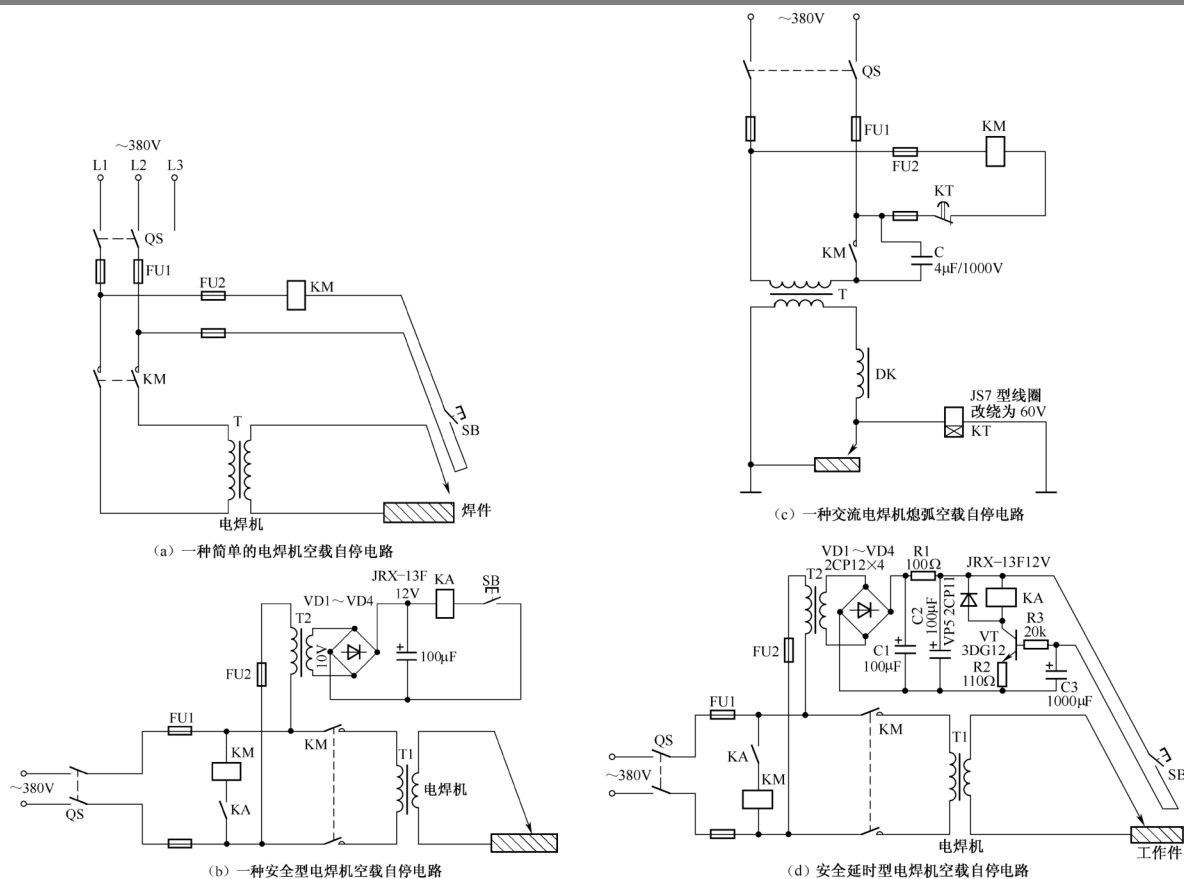 ～380V
L1 L2 L3
QS
FU1
FU2
KM
KM
SB
T
电焊机
焊件
（a）一种简单的电焊机空载自停电路
～380V
QS
FU1
KM
FU2
KT
KM
C
4μF/1000V
T
DK
JS7 型线圈
改绕为 60V
KT
（c）一种交流电焊机熄弧空载自停电路
JRX-13F
12V
KA
SB
VD1～VD4
T2
10V
100μF
FU2
FU1
KM
KM
KA
T1
电焊机
～380V
QS
（b）一种安全型电焊机空载自停电路
VD1～VD4
2CP12×4
R1
100Ω
JRX-13F12V
T2
C2
100μF
VP5 2CP11
KA
R3
20k
VT
3DG12
FU2
C1
100μF
R2
110Ω
C3
1000μF
FU1
QS
KM
T1
KA
～380V
KM
SB
电焊机
工作件
（d）安全延时型电焊机空载自停电路